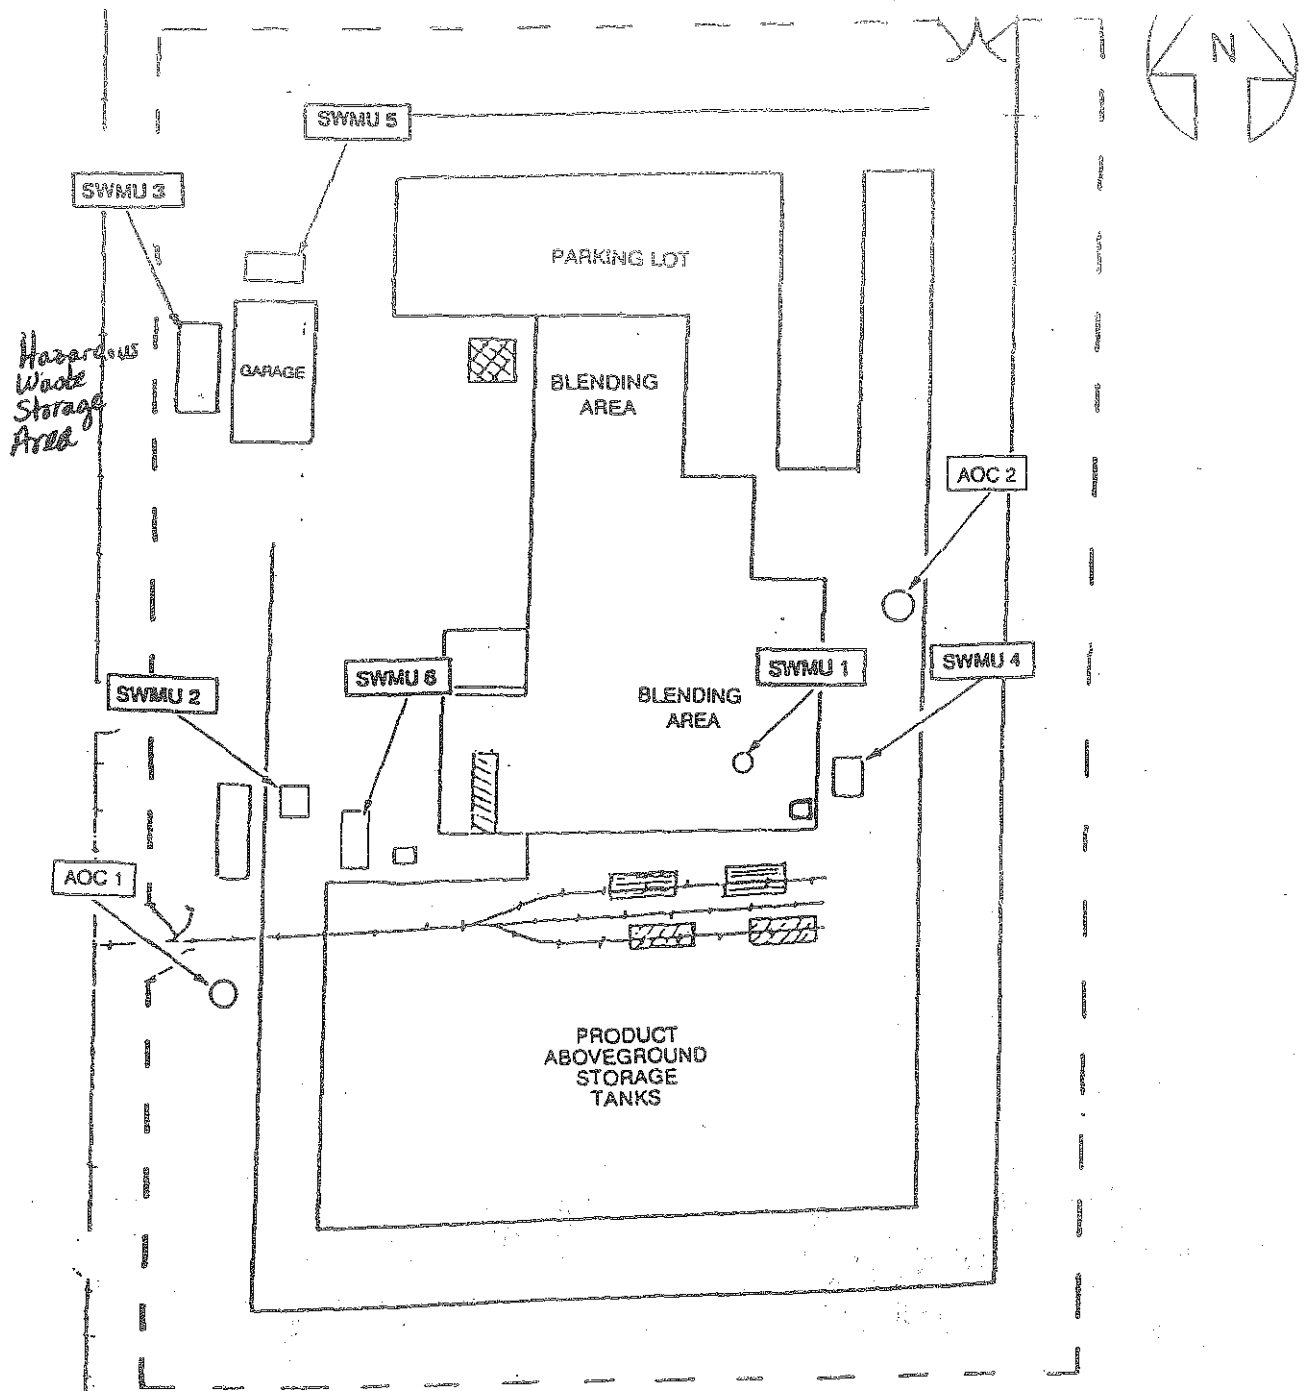 N
SWMU 5
SWMU 3
PARKING LOT
Hazardous
Waste
Storage
Area
GARAGE
BLENDING
AREA
AOC 2
SWMU 2
SWMU 6
BLENDING
AREA
SWMU 1
SWMU 4
AOC 1
PRODUCT
ABOVEGROUND
STORAGE
TANKS